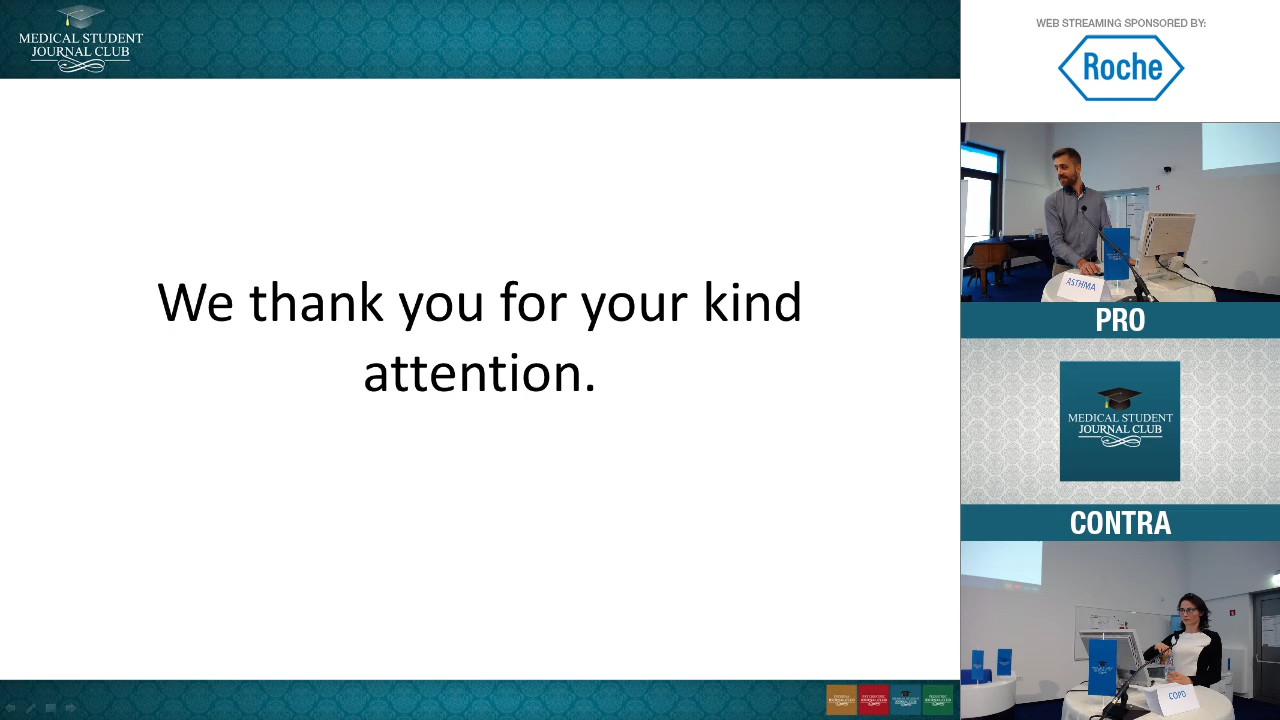 MEDICAL STUDENT
JOURNAL CLUB
We thank you for your kind
attention.
WEB STREAMING SPONSORED BY:
Roche
ASTHMA
PRO
MEDICAL STUDENT
JOURNAL CLUB
CONTRA
COPD